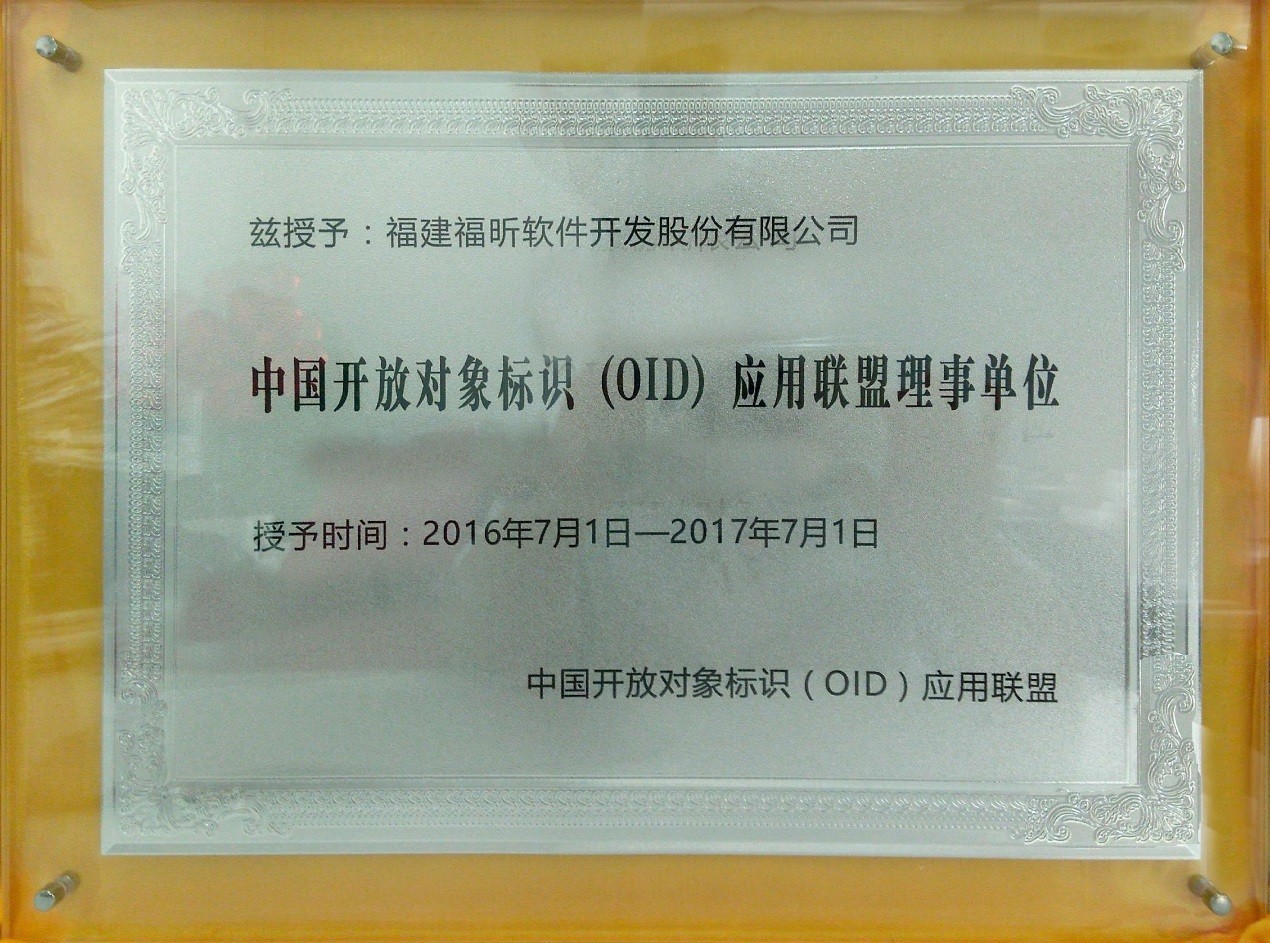 兹授予：福建福昕软件开发股份有限公司
中国开放对象标识（OID）应用联盟理事单位
授予时间：2016年7月1日—2017年7月1日
中国开放对象标识（OID）应用联盟